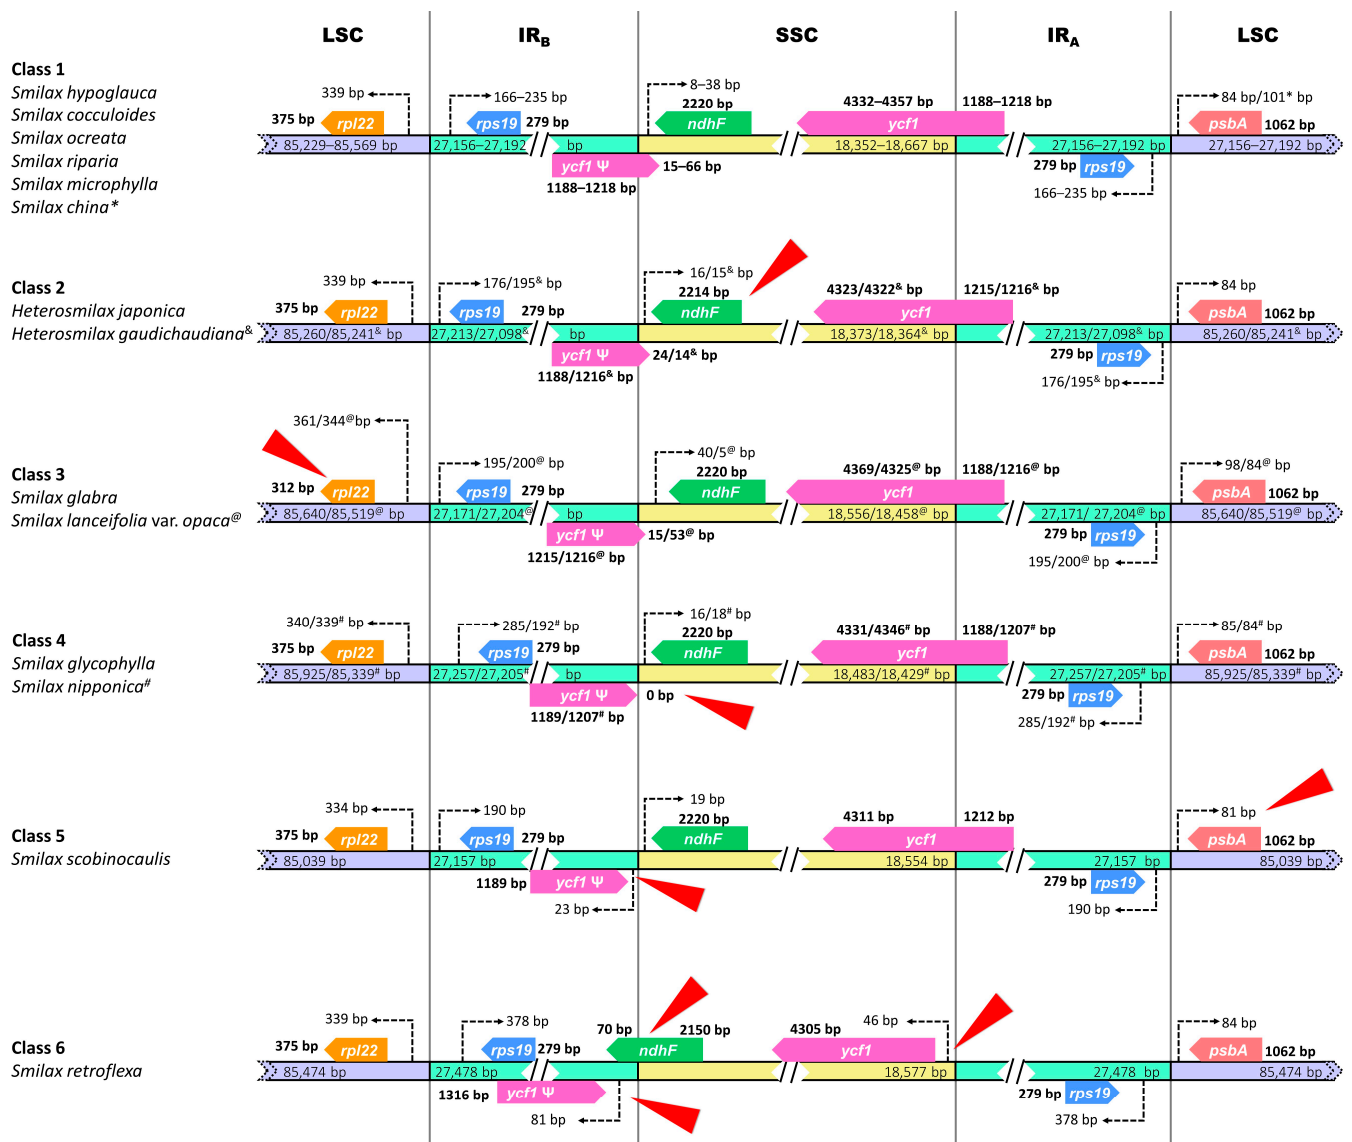 LSC IR_B SSC IR_A LSC
Class 1
Smilax hypoglauca
Smilax cocculoides
Smilax ocreata
Smilax riparia
Smilax microphylla
Smilax china*
339 bp 166–235 bp 8–38 bp 84 bp/101* bp
375 bp rpl22 rps19 279 bp 2220 bp ndhF 4332–4357 bp ycf1 1188–1218 bp psbA 1062 bp
85,229–85,569 bp 27,156–27,192 bp 18,352–18,667 bp 27,156–27,192 bp 27,156–27,192 bp
ycf1 Ψ 15–66 bp 279 bp rps19
1188–1218 bp 166–235 bp
Class 2
Heterosmilax japonica
Heterosmilax gaudichaudiana&
339 bp 176/195& bp 16/15& bp 84 bp
375 bp rpl22 rps19 279 bp 2214 bp ndhF 4323/4322& bp ycf1 1215/1216& bp psbA 1062 bp
85,260/85,241& bp 27,213/27,098& bp 18,373/18,364& bp 27,213/27,098& bp 85,260/85,241& bp
ycf1 Ψ 24/14& bp 279 bp rps19
1188/1216& bp 176/195& bp
Class 3
Smilax glabra
Smilax lanceifolia var. opaca@
361/344@bp 195/200@ bp 40/5@ bp 98/84@ bp
312 bp rpl22 rps19 279 bp 2220 bp ndhF 4369/4325@ bp ycf1 1188/1216@ bp psbA 1062 bp
85,640/85,519@ bp 27,171/27,204@ bp 18,556/18,458@ bp 27,171/ 27,204@ bp 85,640/85,519@ bp
ycf1 Ψ 15/53@ bp 279 bp rps19
1215/1216@ bp 195/200@ bp
Class 4
Smilax glycophylla
Smilax nipponica#
340/339# bp 285/192# bp 16/18# bp 85/84# bp
375 bp rpl22 rps19 279 bp 2220 bp ndhF 4331/4346# bp ycf1 1188/1207# bp psbA 1062 bp
85,925/85,339# bp 27,257/27,205# bp 18,483/18,429# bp 27,257/27,205# bp 85,925/85,339# bp
ycf1 Ψ 0 bp 279 bp rps19
1189/1207# bp 285/192# bp
Class 5
Smilax scobinocaulis
334 bp 190 bp 19 bp 81 bp
375 bp rpl22 rps19 279 bp 2220 bp ndhF 4311 bp ycf1 1212 bp psbA 1062 bp
85,039 bp 27,157 bp 18,554 bp 27,157 bp 85,039 bp
1189 bp ycf1 Ψ 279 bp rps19
23 bp 190 bp
Class 6
Smilax retroflexa
339 bp 378 bp 70 bp 2150 bp 4305 bp 46 bp 84 bp
375 bp rpl22 rps19 279 bp ndhF ycf1 psbA 1062 bp
85,474 bp 27,478 bp 18,577 bp 27,478 bp 85,474 bp
1316 bp ycf1 Ψ 279 bp rps19
81 bp 378 bp